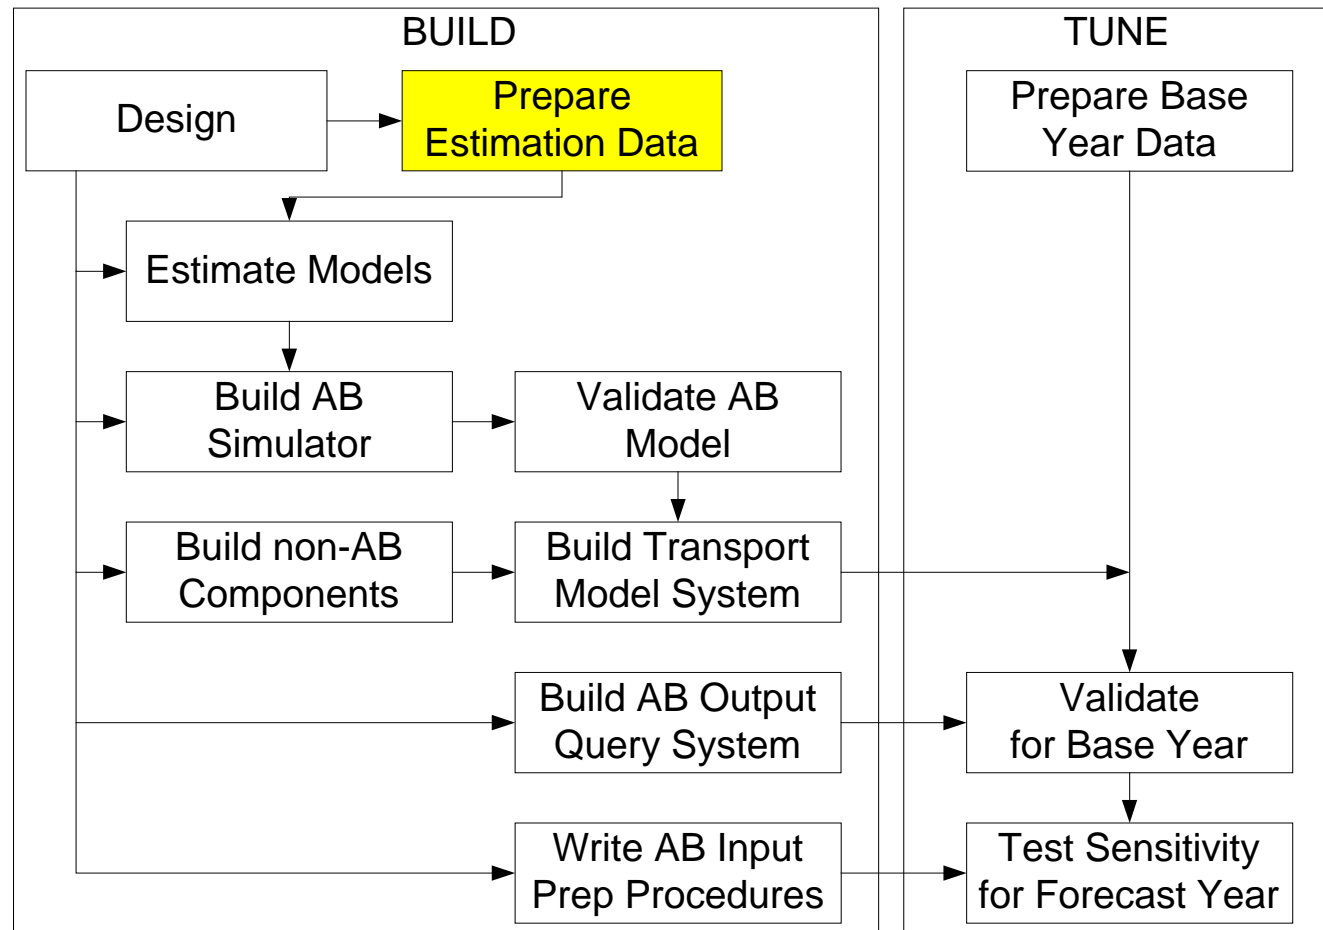 BUILD
TUNE
Design
Prepare
Estimation Data
Prepare Base
Year Data
Estimate Models
Build AB
Simulator
Validate AB
Model
Build non-AB
Components
Build Transport
Model System
Build AB Output
Query System
Validate
for Base Year
Write AB Input
Prep Procedures
Test Sensitivity
for Forecast Year